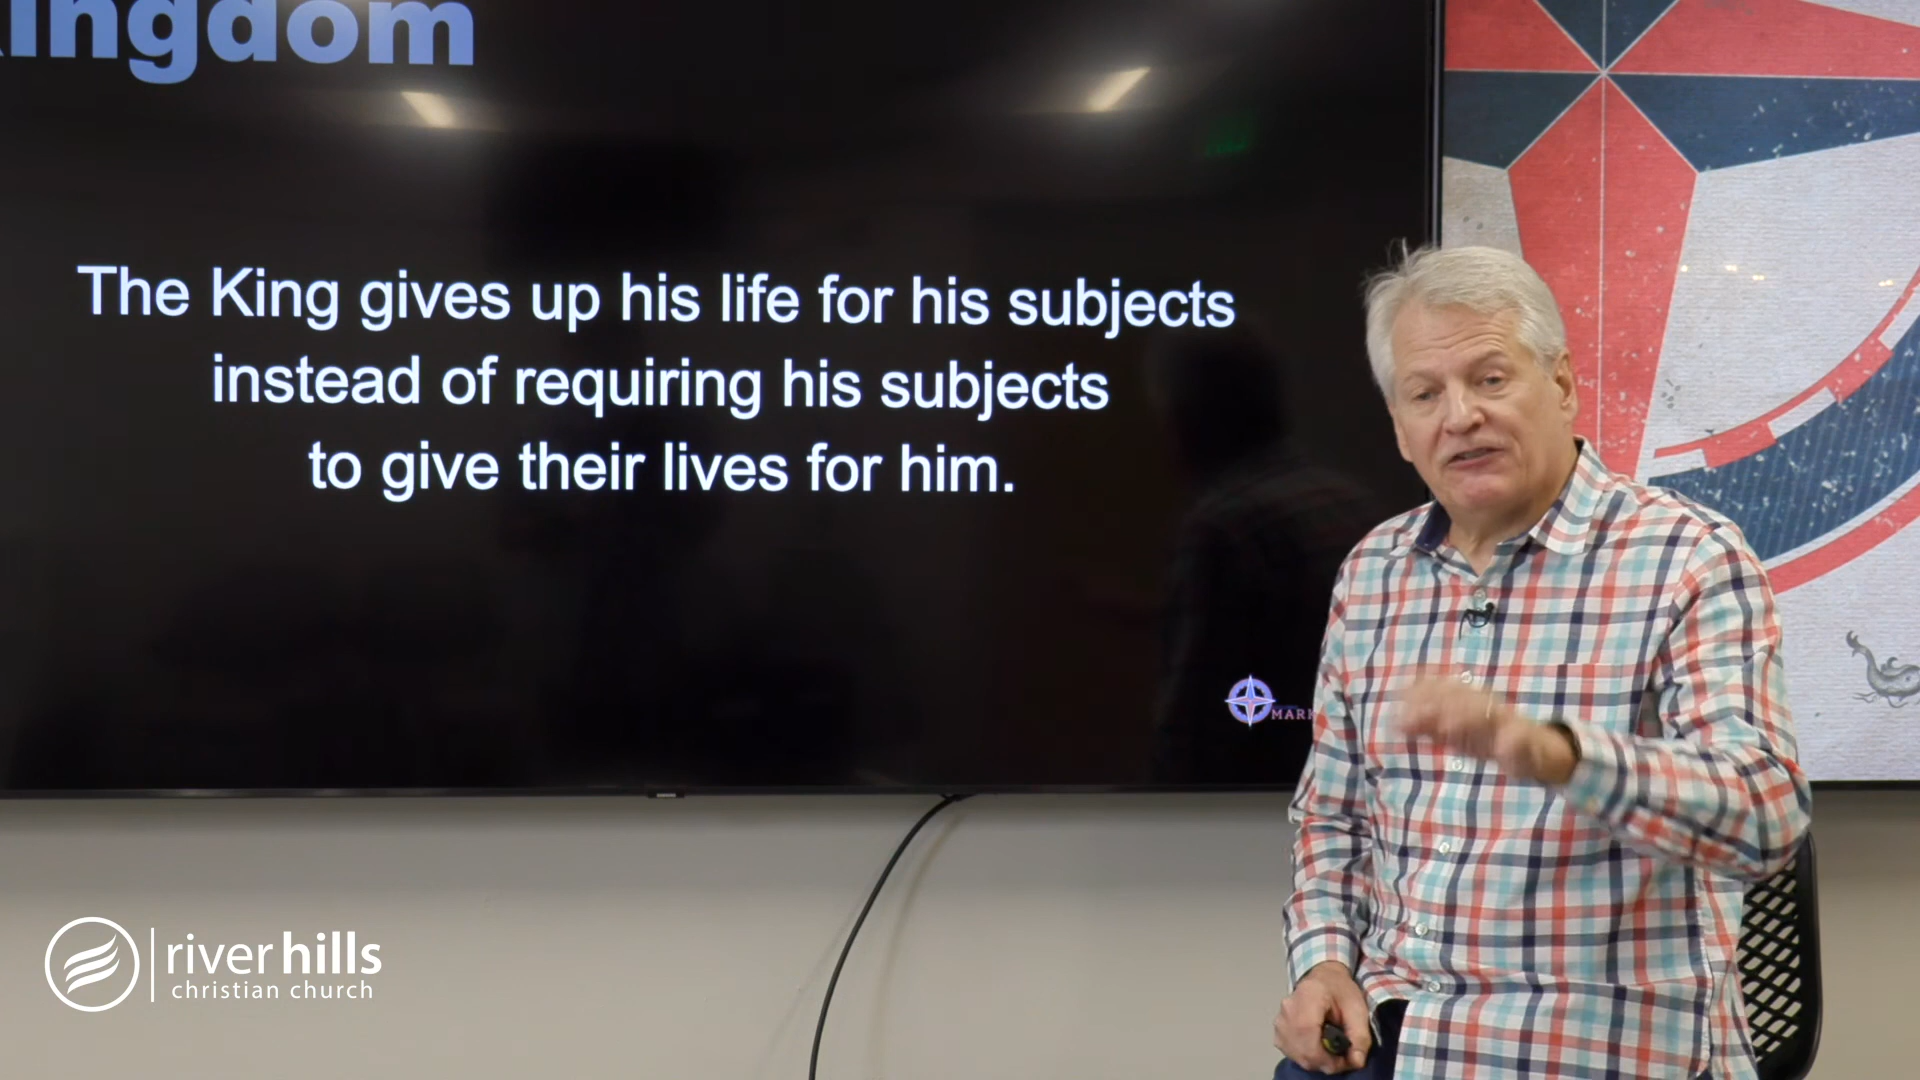 ingdom
The King gives up his life for his subjects
instead of requiring his subjects
to give their lives for him.
MARK
river hills
christian church